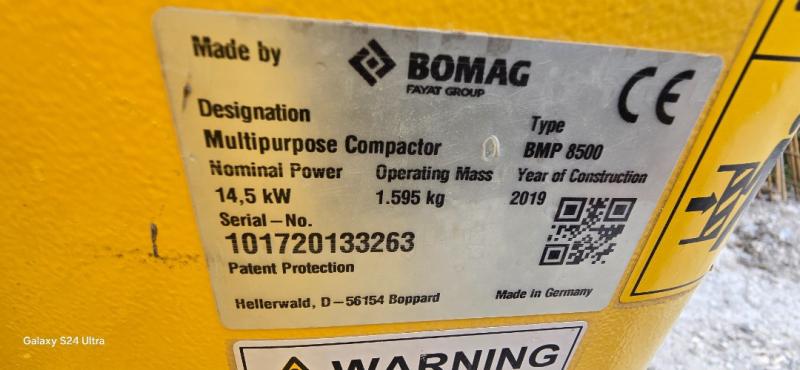 Made by
BOMAG
FAYAT GROUP
CE
Designation
Type
Multipurpose Compactor
BMP 8500
Nominal Power Operating Mass Year of Construction
14,5 kW 1.595 kg 2019
Serial-No.
101720133263
Patent Protection
Hellerwald, D-56154 Boppard
Made in Germany
WARNING
Galaxy S24 Ultra